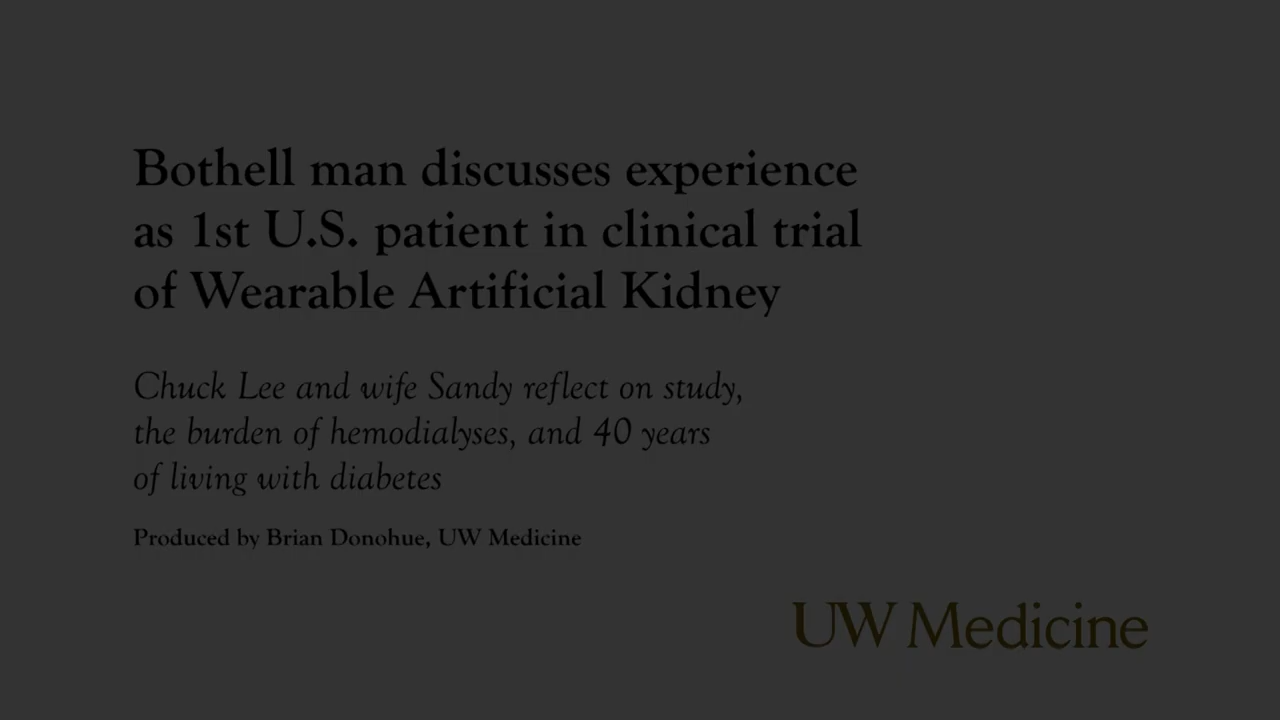 Bothell man discusses experience
as 1st U.S. patient in clinical trial
of Wearable Artificial Kidney
Chuck Lee and wife Sandy reflect on study,
the burden of hemodialyses, and 40 years
of living with diabetes
Produced by Brian Donohue, UW Medicine
UW Medicine